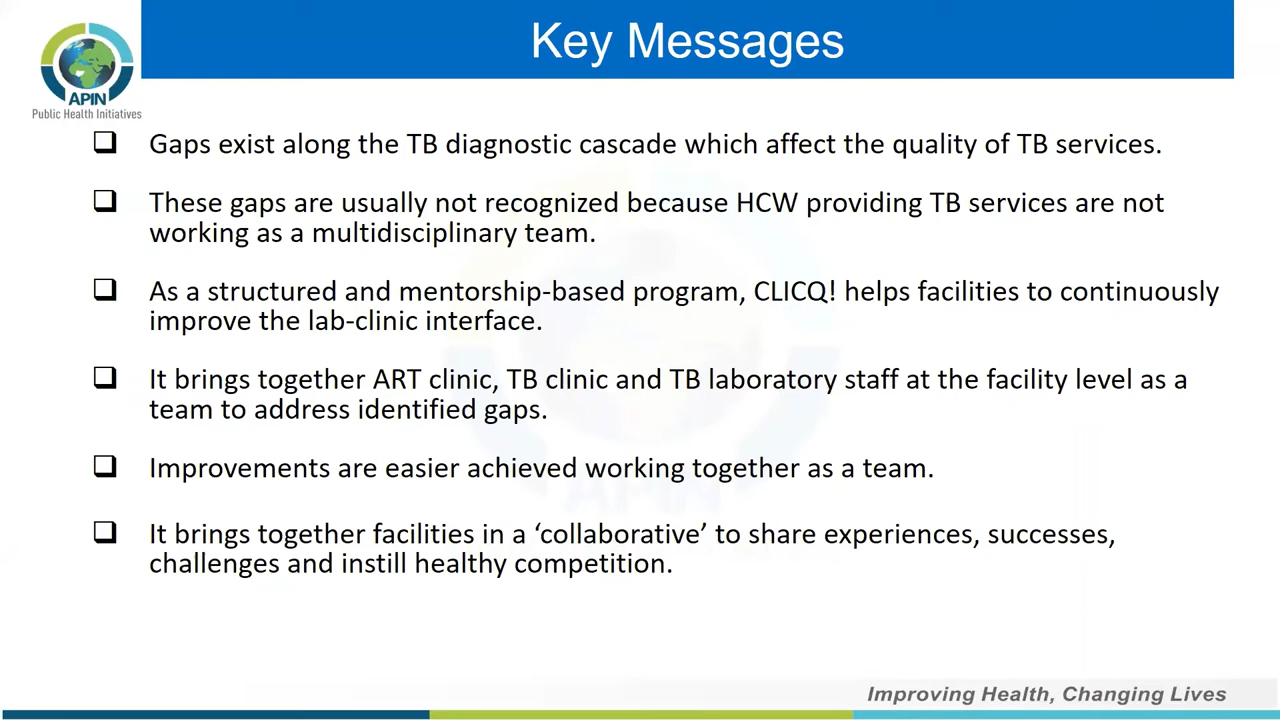 Key Messages
APIN
Public Health Initiatives
Gaps exist along the TB diagnostic cascade which affect the quality of TB services.
These gaps are usually not recognized because HCW providing TB services are not
working as a multidisciplinary team.
As a structured and mentorship-based program, CLICQ! helps facilities to continuously
improve the lab-clinic interface.
It brings together ART clinic, TB clinic and TB laboratory staff at the facility level as a
team to address identified gaps.
Improvements are easier achieved working together as a team.
It brings together facilities in a ‘collaborative’ to share experiences, successes,
challenges and instill healthy competition.
APIN
Improving Health, Changing Lives